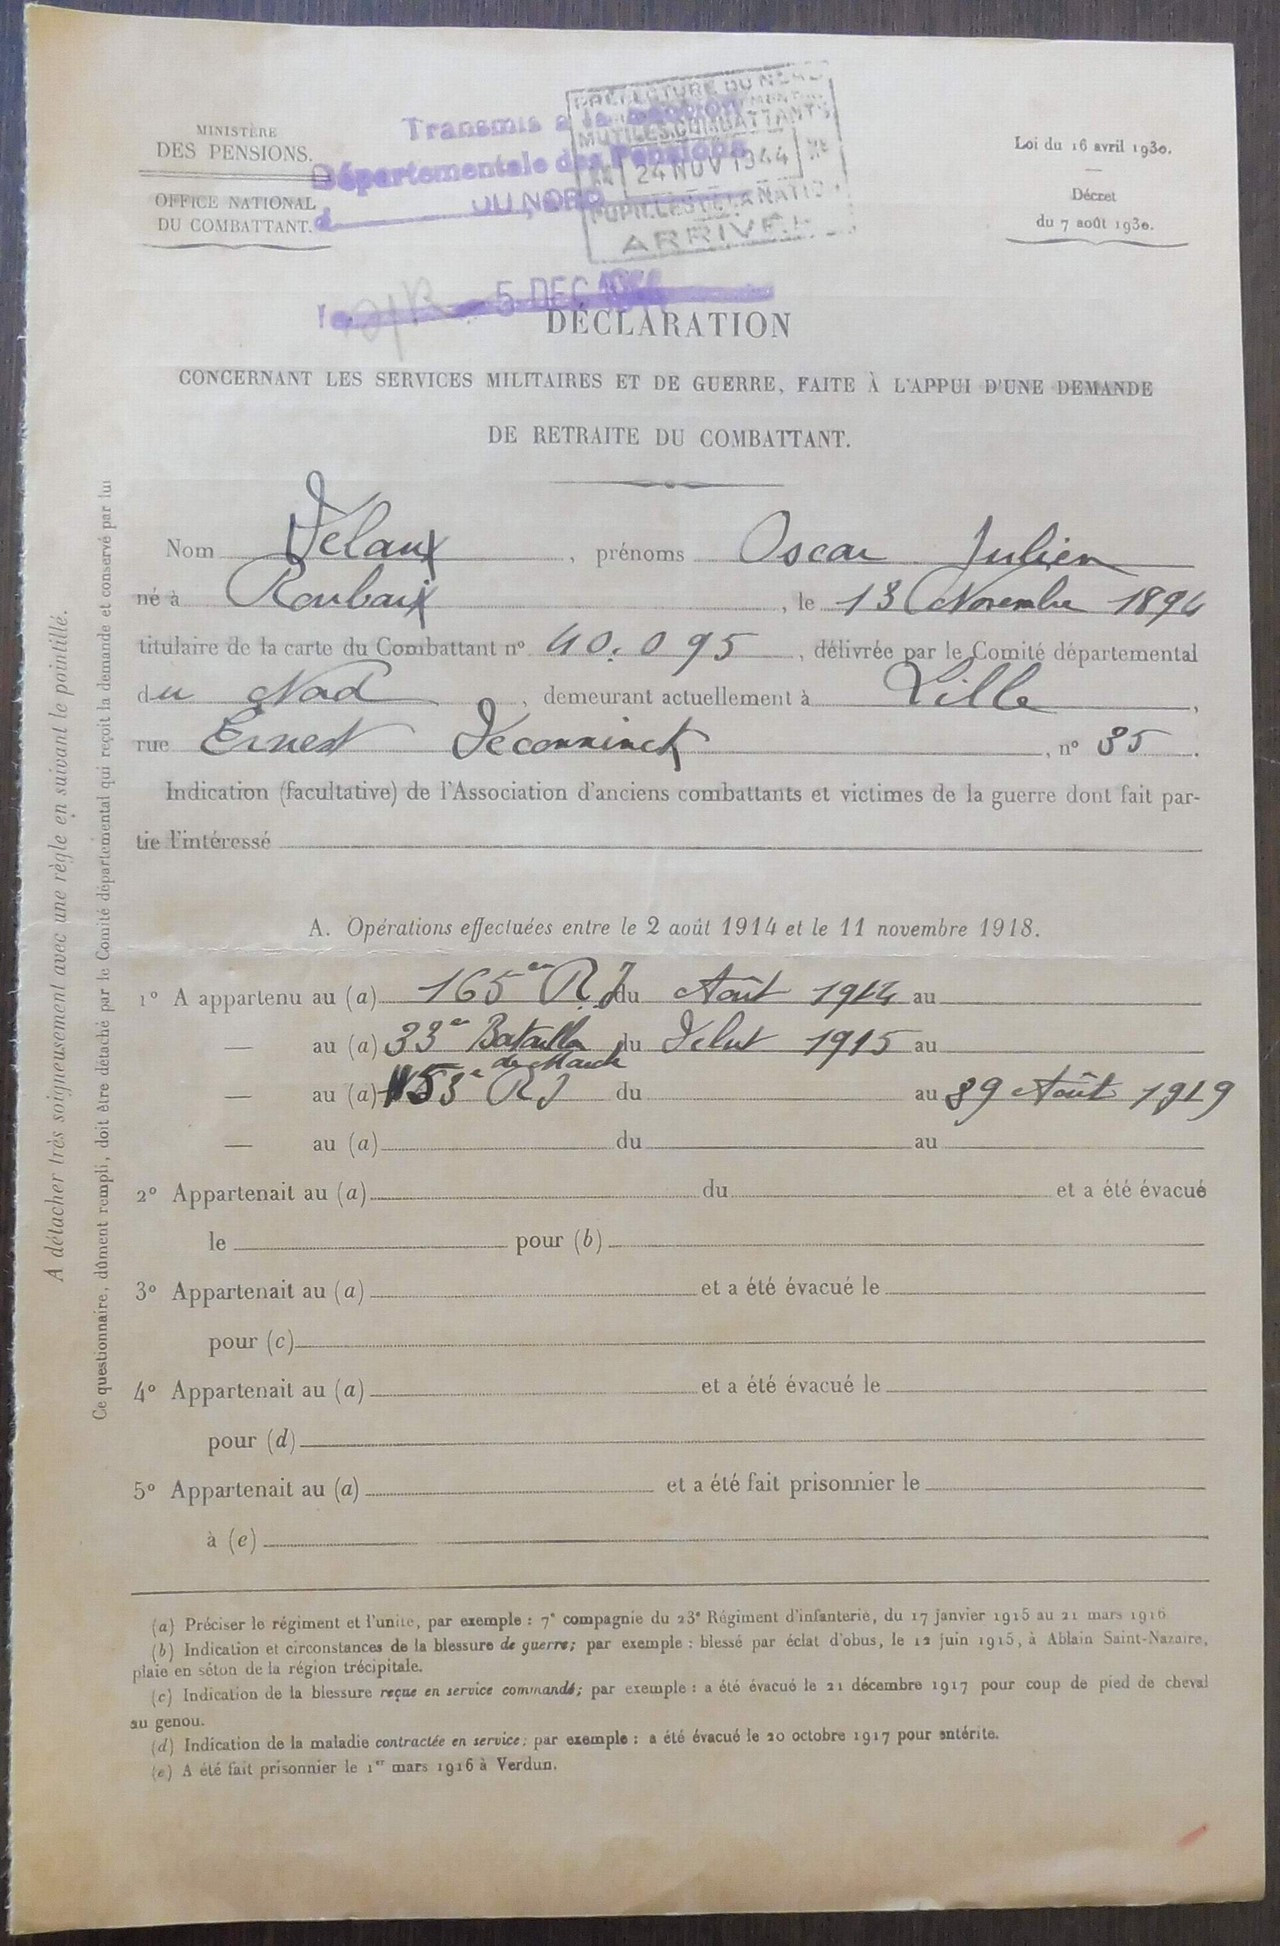 MINISTÈRE
DES PENSIONS.
OFFICE NATIONAL
DU COMBATTANT.
Transmis a la Section
Départementale des Pensions
d DU NORD
PRÉFECTURE DU NORD
MUTILÉS, COMBATTANTS
24 NOV 1944
PUPILLES DE LA NATION
ARRIVÉE
Loi du 16 avril 1930.
Décret
du 7 août 1930.
le 5 DEC 1944
DÉCLARATION
CONCERNANT LES SERVICES MILITAIRES ET DE GUERRE, FAITE À L'APPUI D'UNE DEMANDE
DE RETRAITE DU COMBATTANT.
Nom Delaux, prénoms Oscar Julien
né à Roubaix, le 13 Novembre 1894
titulaire de la carte du Combattant n° 40.095, délivrée par le Comité départemental
du Nord, demeurant actuellement à Lille,
rue Ernest Deconninck, n° 35.
Indication (facultative) de l'Association d'anciens combattants et victimes de la guerre dont fait par-
tie l'intéressé
A. Opérations effectuées entre le 2 août 1914 et le 11 novembre 1918.
1° A appartenu au (a) 165e R.I du Août 1914 au
— au (a) 33e Bataillon de Marche du Debut 1915 au
— au (a) 153e RI du au 29 Août 1919
— au (a) du au
2° Appartenait au (a) du et a été évacué
le pour (b)
3° Appartenait au (a) et a été évacué le
pour (c)
4° Appartenait au (a) et a été évacué le
pour (d)
5° Appartenait au (a) et a été fait prisonnier le
à (e)
(a) Préciser le régiment et l'unité, par exemple : 7e compagnie du 23e Régiment d'infanterie, du 17 janvier 1915 au 21 mars 1916
(b) Indication et circonstances de la blessure de guerre; par exemple : blessé par éclat d'obus, le 12 juin 1915, à Ablain Saint-Nazaire,
plaie en séton de la région trécipitale.
(c) Indication de la blessure reçue en service commandé; par exemple : a été évacué le 21 décembre 1917 pour coup de pied de cheval
au genou.
(d) Indication de la maladie contractée en service; par exemple : a été évacué le 20 octobre 1917 pour entérite.
(e) A été fait prisonnier le 1er mars 1916 à Verdun.
A détacher très soigneusement avec une règle en suivant le pointillé.
Ce questionnaire, dûment rempli, doit être détaché par le Comité départemental qui reçoit la demande et conservé par lui